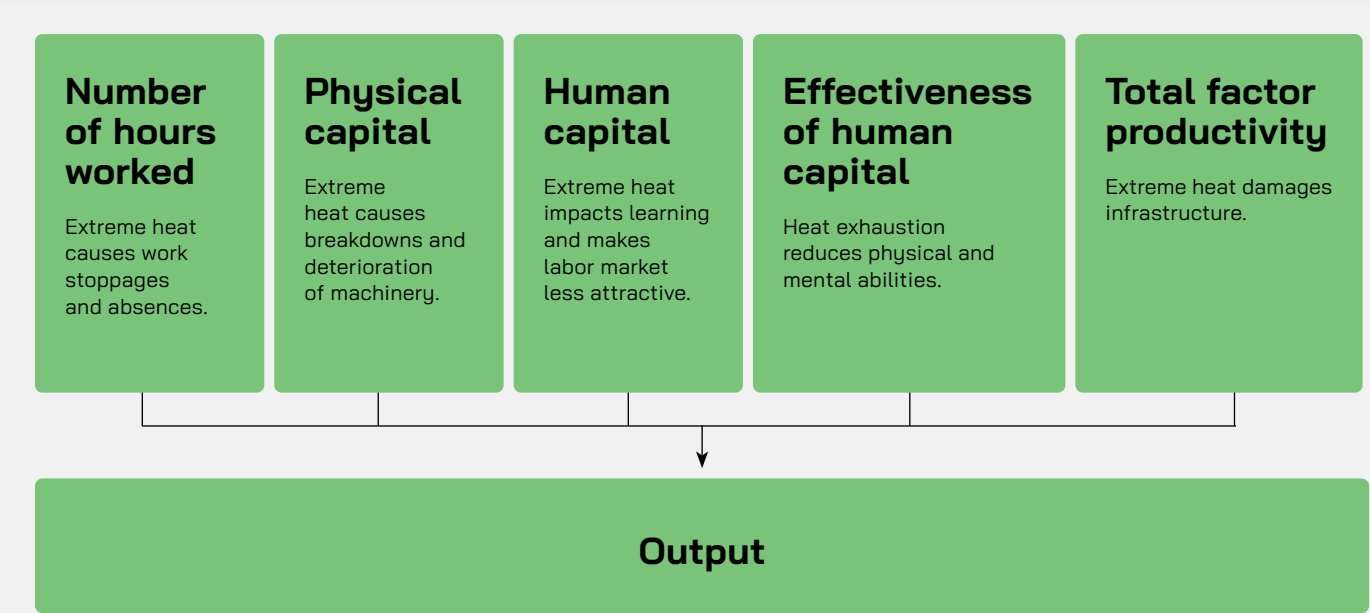 Number
of hours
worked
Extreme heat
causes work
stoppages
and absences.
Physical
capital
Extreme
heat causes
breakdowns and
deterioration
of machinery.
Human
capital
Extreme heat
impacts learning
and makes
labor market
less attractive.
Effectiveness
of human
capital
Heat exhaustion
reduces physical and
mental abilities.
Total factor
productivity
Extreme heat damages
infrastructure.
Output